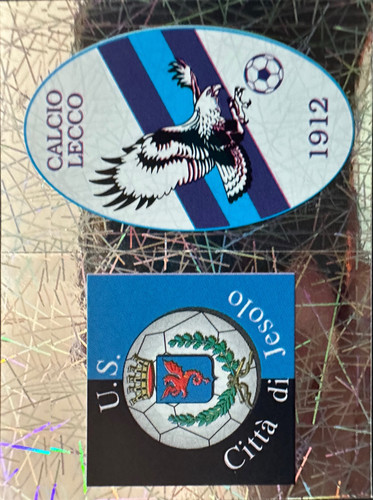 CALCIO
LECCO
1912
U.S.
Città di Jesolo